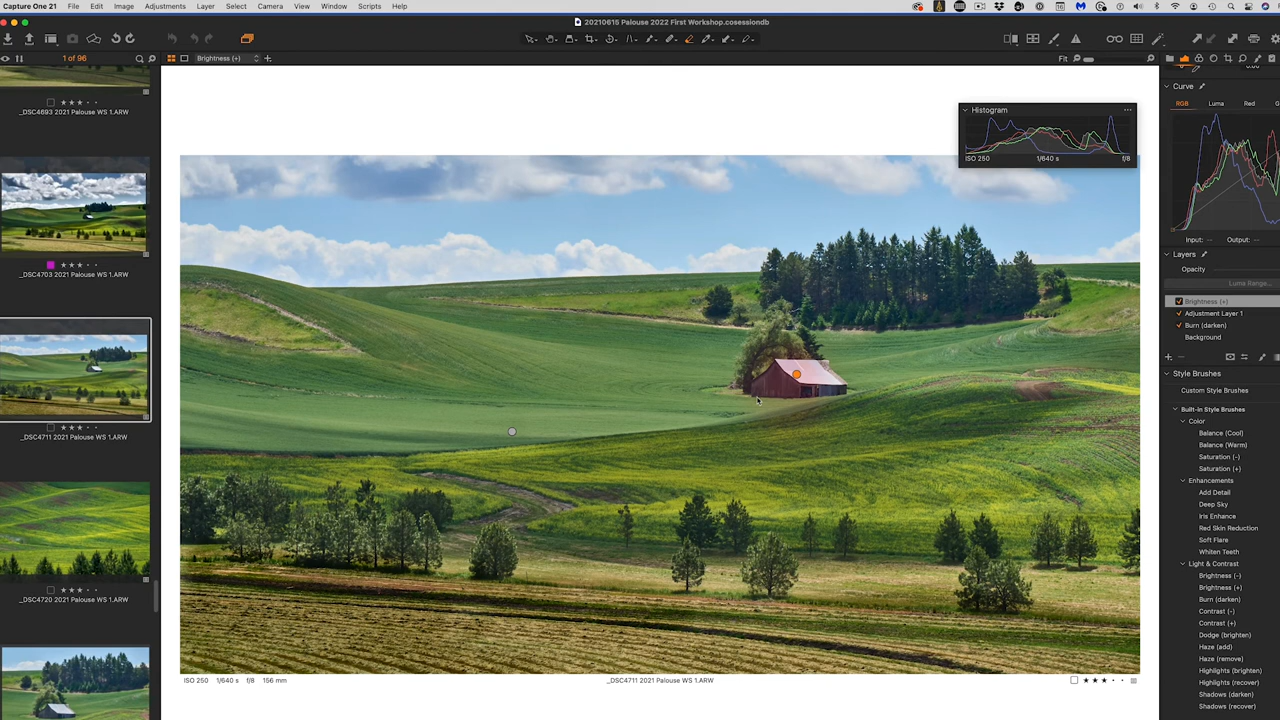 Capture One 21 File Edit Image Adjustments Layer Select Camera View Window Scripts Help
20210615 Palouse 2022 First Workshop.cosessiondb
1 of 96
Brightness (+)
Fit
_DSC4693 2021 Palouse WS 1.ARW
_DSC4703 2021 Palouse WS 1.ARW
_DSC4711 2021 Palouse WS 1.ARW
_DSC4720 2021 Palouse WS 1.ARW
Histogram
ISO 250 1/640 s f/8
ISO 250 1/640 s f/8 156 mm
_DSC4711 2021 Palouse WS 1.ARW
Curve
RGB Luma Red
Input: -- Output: --
Layers
Opacity
Luma Range...
Brightness (+)
Adjustment Layer 1
Burn (darken)
Background
Style Brushes
Custom Style Brushes
Built-in Style Brushes
Color
Balance (Cool)
Balance (Warm)
Saturation (-)
Saturation (+)
Enhancements
Add Detail
Deep Sky
Iris Enhance
Red Skin Reduction
Soft Flare
Whiten Teeth
Light & Contrast
Brightness (-)
Brightness (+)
Burn (darken)
Contrast (-)
Contrast (+)
Dodge (brighten)
Haze (add)
Haze (remove)
Highlights (brighten)
Highlights (recover)
Shadows (darken)
Shadows (recover)